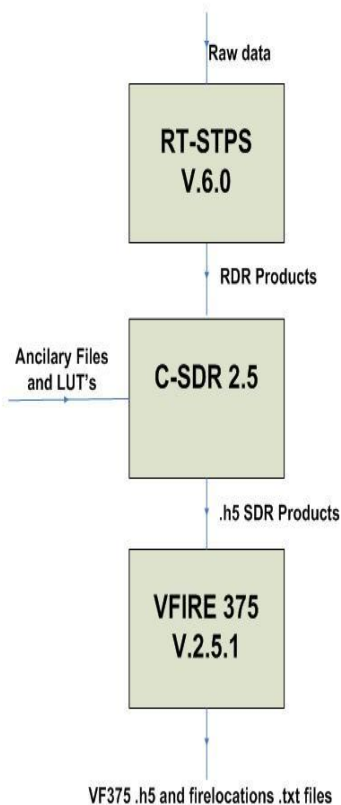 Raw data
RT-STPS
V.6.0
RDR Products
Ancilary Files
and LUT's
C-SDR 2.5
.h5 SDR Products
VFIRE 375
V.2.5.1
VF375 .h5 and firelocations .txt files